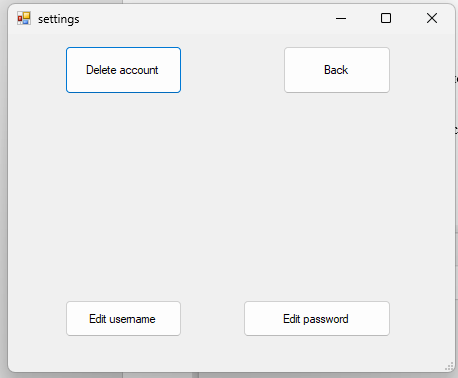 settings
Delete account
Back
Edit username
Edit password